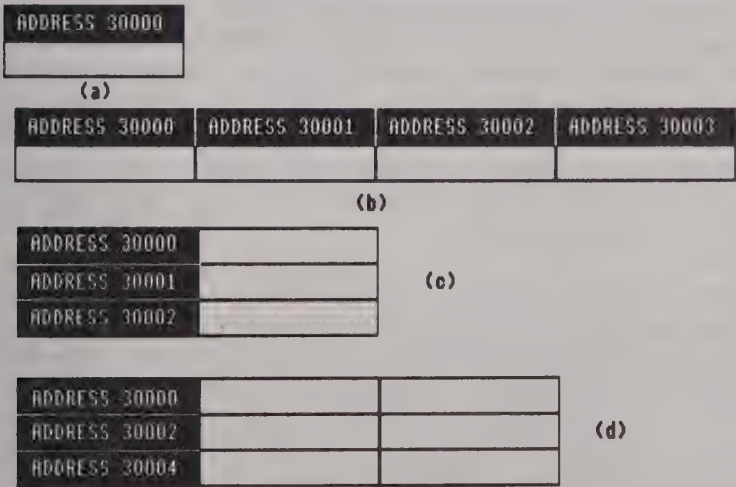 ADDRESS 30000
(a)
ADDRESS 30000 ADDRESS 30001 ADDRESS 30002 ADDRESS 30003
(b)
ADDRESS 30000
ADDRESS 30001 (c)
ADDRESS 30002
ADDRESS 30000
ADDRESS 30002 (d)
ADDRESS 30004